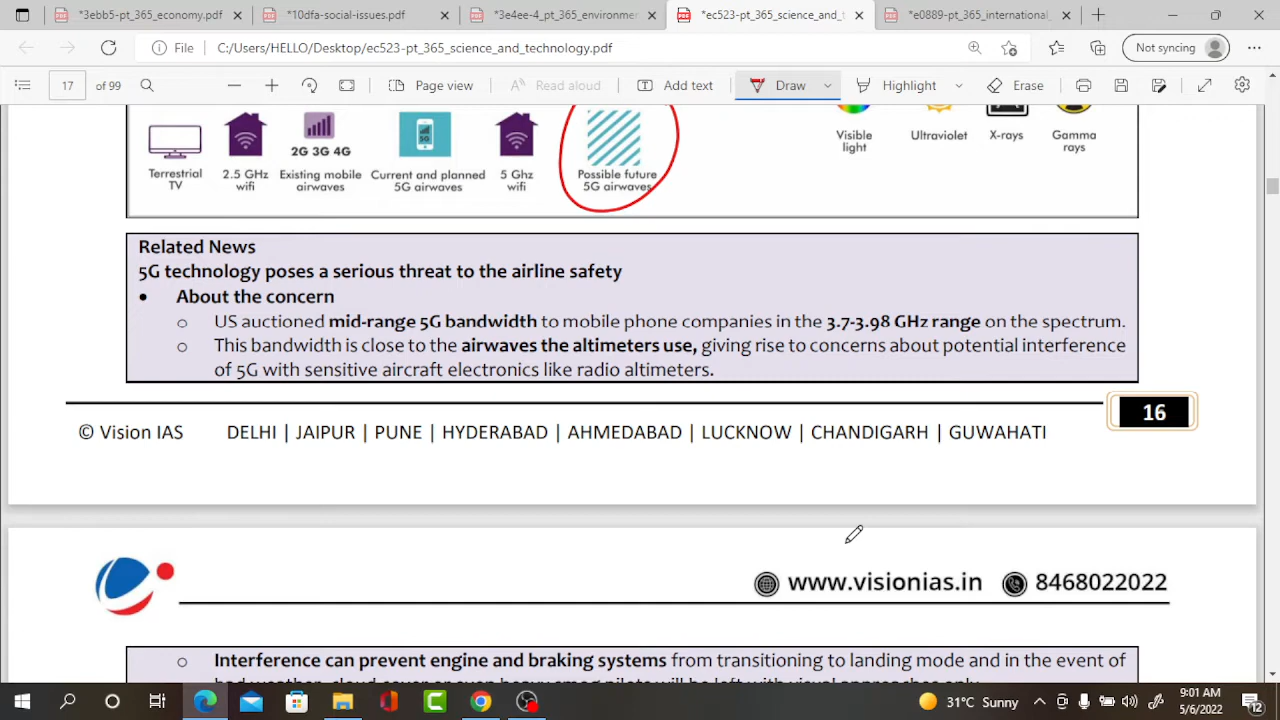 *3ebb5-pt_365_economy.pdf
*10dfa-social-issues.pdf
*3e4ee-4_pt_365_environme
*ec523-pt_365_science_and_t
*e0889-pt_365_international_
File
C:/Users/HELLO/Desktop/ec523-pt_365_science_and_technology.pdf
Not syncing
17 of 99
Page view
Read aloud
Add text
Draw
Highlight
Erase
Terrestrial TV
2.5 GHz wifi
2G 3G 4G
Existing mobile airwaves
5G
Current and planned 5G airwaves
5 Ghz wifi
Possible future 5G airwaves
Visible light
Ultraviolet
X-rays
Gamma rays
Related News
5G technology poses a serious threat to the airline safety
• About the concern
o US auctioned mid-range 5G bandwidth to mobile phone companies in the 3.7-3.98 GHz range on the spectrum.
o This bandwidth is close to the airwaves the altimeters use, giving rise to concerns about potential interference
of 5G with sensitive aircraft electronics like radio altimeters.
16
© Vision IAS DELHI | JAIPUR | PUNE | HYDERABAD | AHMEDABAD | LUCKNOW | CHANDIGARH | GUWAHATI
www.visionias.in 8468022022
o Interference can prevent engine and braking systems from transitioning to landing mode and in the event of
31°C Sunny
9:01 AM
5/6/2022
12